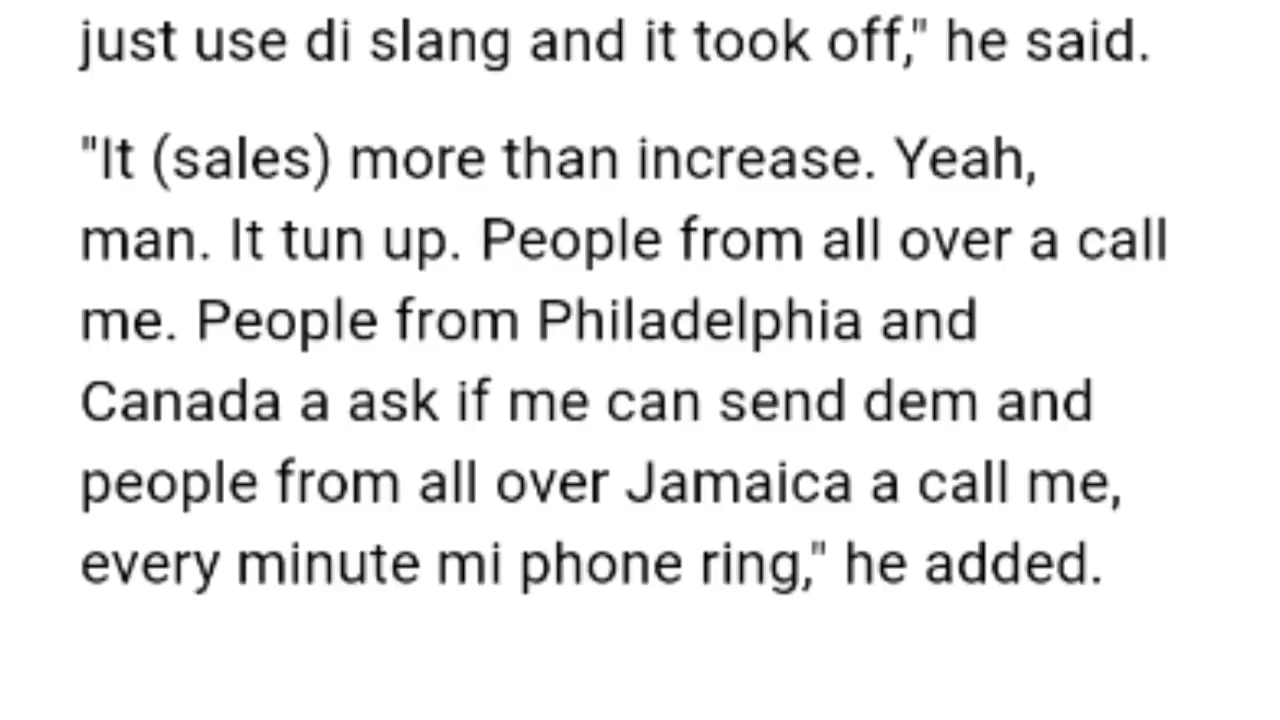 just use di slang and it took off," he said.
"It (sales) more than increase. Yeah,
man. It tun up. People from all over a call
me. People from Philadelphia and
Canada a ask if me can send dem and
people from all over Jamaica a call me,
every minute mi phone ring," he added.